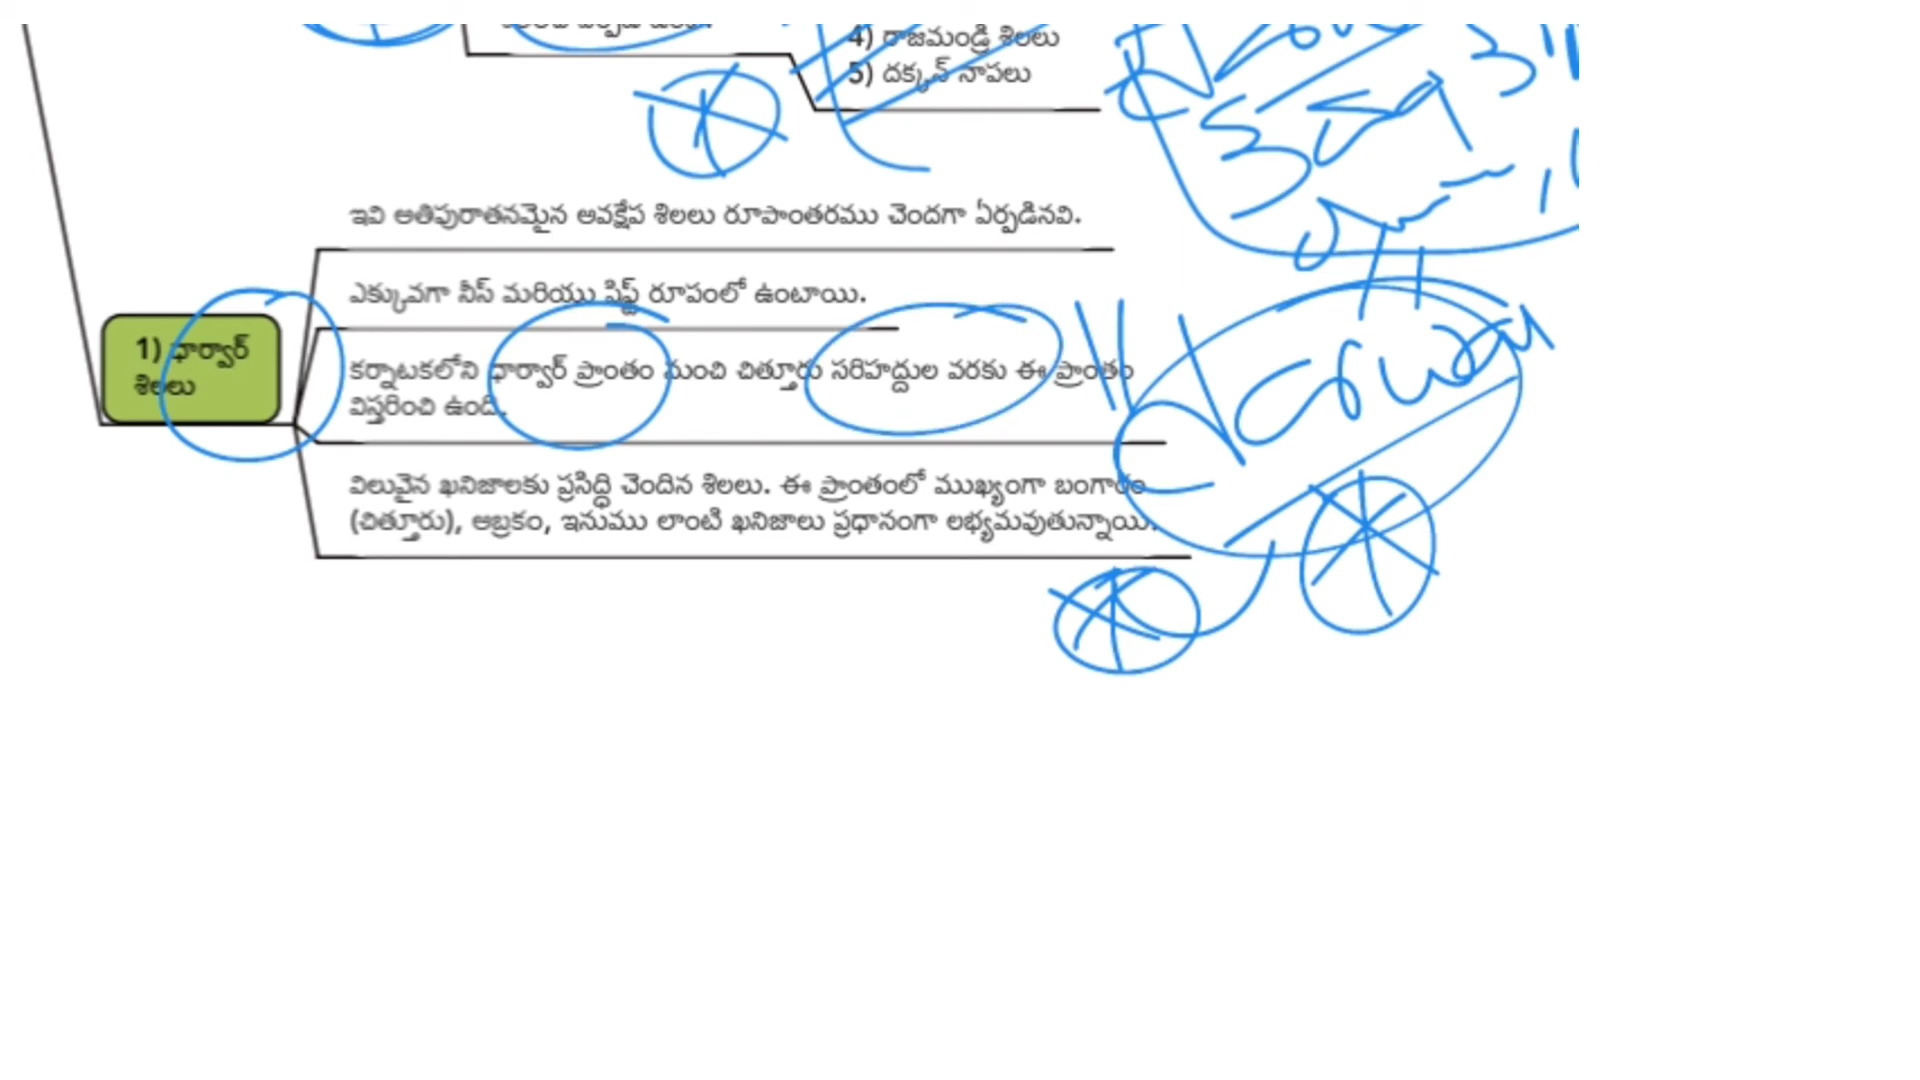 4) రాజమండ్రి శిలలు
5) దక్కన్ నాపలు
ఇవి అతిపురాతనమైన అవక్షేప శిలలు రూపాంతరము చెందగా ఏర్పడినవి.
ఎక్కువగా నీస్ మరియు షిస్ట్ రూపంలో ఉంటాయి.
1) ధార్వార్
శిలలు
కర్నాటకలోని ధార్వార్ ప్రాంతం నుంచి చిత్తూరు సరిహద్దుల వరకు ఈ ప్రాంతం
విస్తరించి ఉంది.
విలువైన ఖనిజాలకు ప్రసిద్ధి చెందిన శిలలు. ఈ ప్రాంతంలో ముఖ్యంగా బంగారం
(చిత్తూరు), అబ్రకం, ఇనుము లాంటి ఖనిజాలు ప్రధానంగా లభ్యమవుతున్నాయి.